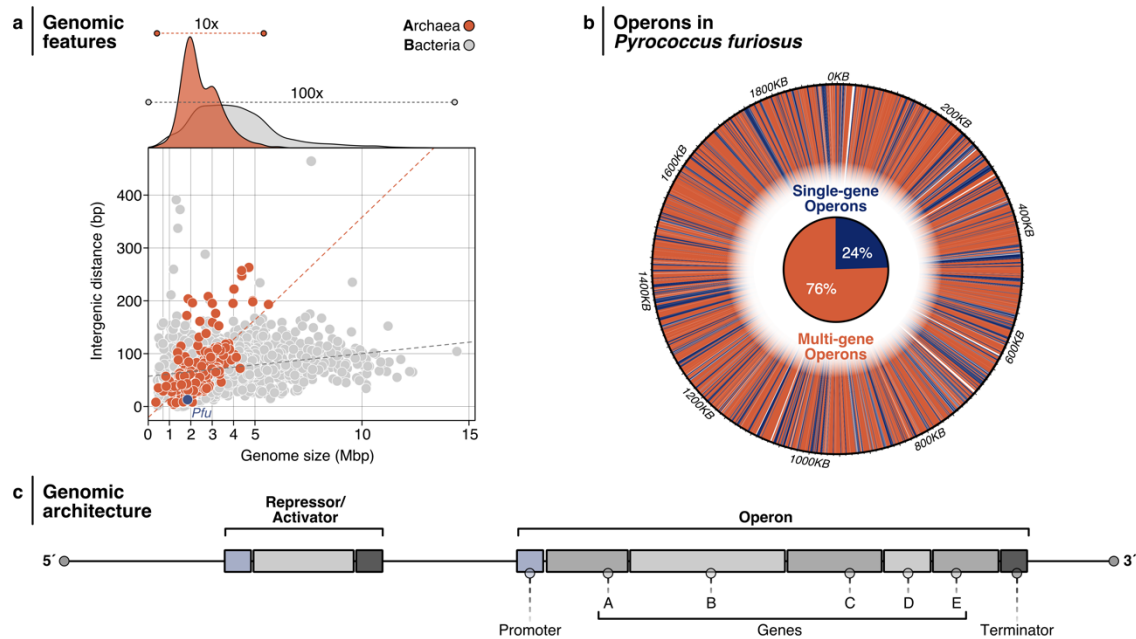 a
Genomic
features
10x
Archaea
Bacteria
100x
Intergenic distance (bp)
400
300
200
100
0
Pfu
0 1 2 3 4 5 10 15
Genome size (Mbp)
b
Operons in
Pyrococcus furiosus
0KB
200KB
400KB
600KB
800KB
1000KB
1200KB
1400KB
1600KB
1800KB
Single-gene
Operons
24%
76%
Multi-gene
Operons
c
Genomic
architecture
Repressor/
Activator
Operon
5´
3´
A B C D E
Promoter Genes Terminator